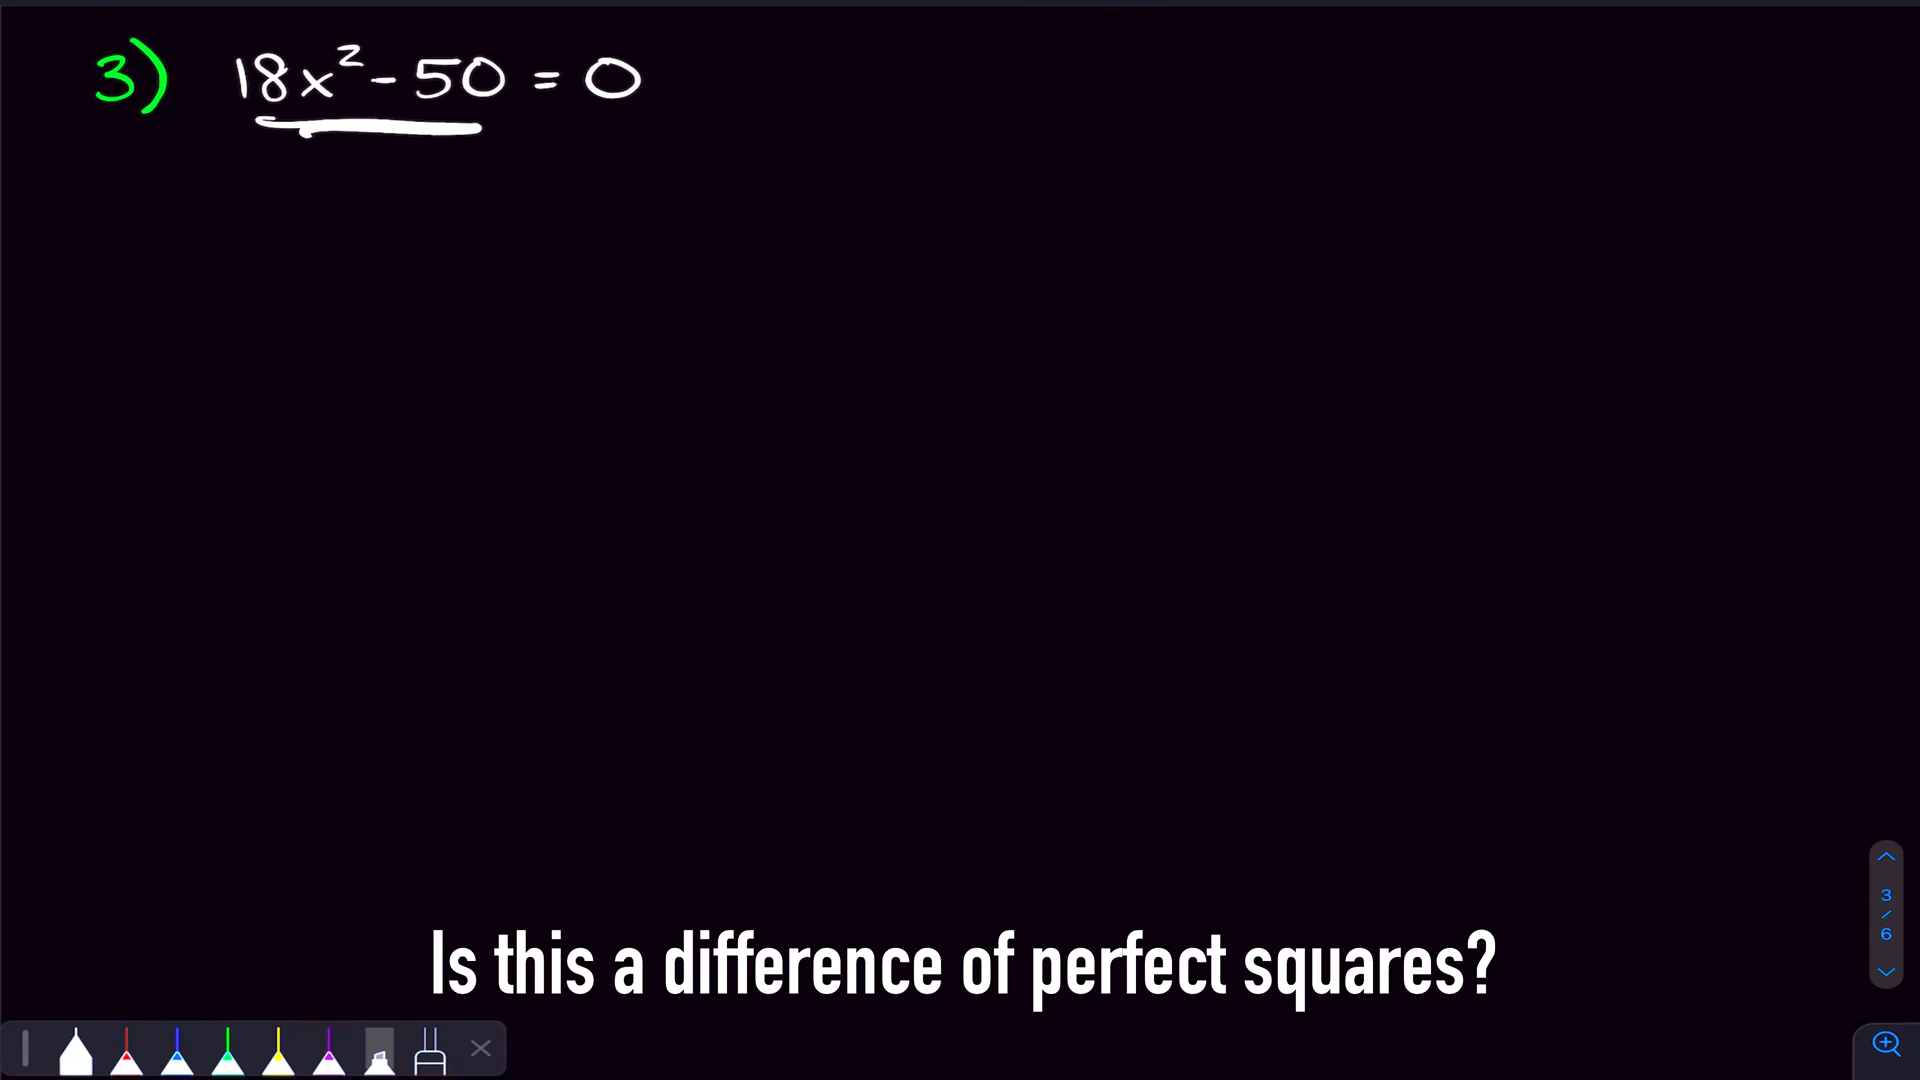 3) 18x² - 50 = 0
3
/
6
Is this a difference of perfect squares?